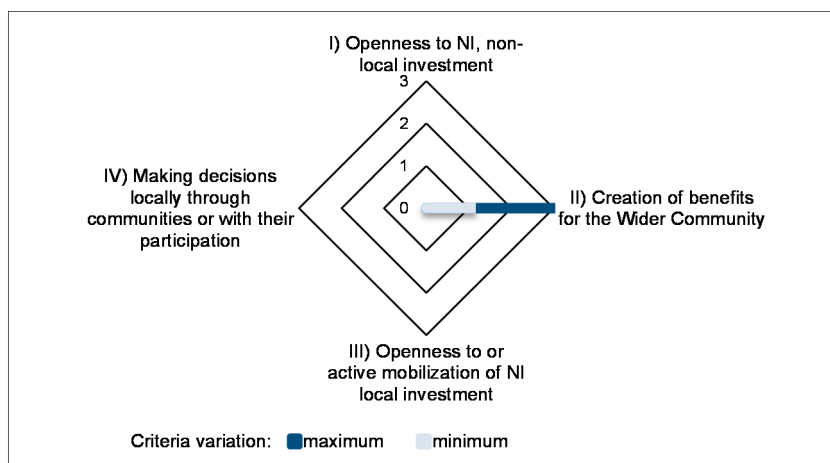 I) Openness to NI, non-
local investment
3
2
1
0
IV) Making decisions
locally through
communities or with their
participation
II) Creation of benefits
for the Wider Community
III) Openness to or
active mobilization of NI
local investment
Criteria variation: maximum minimum